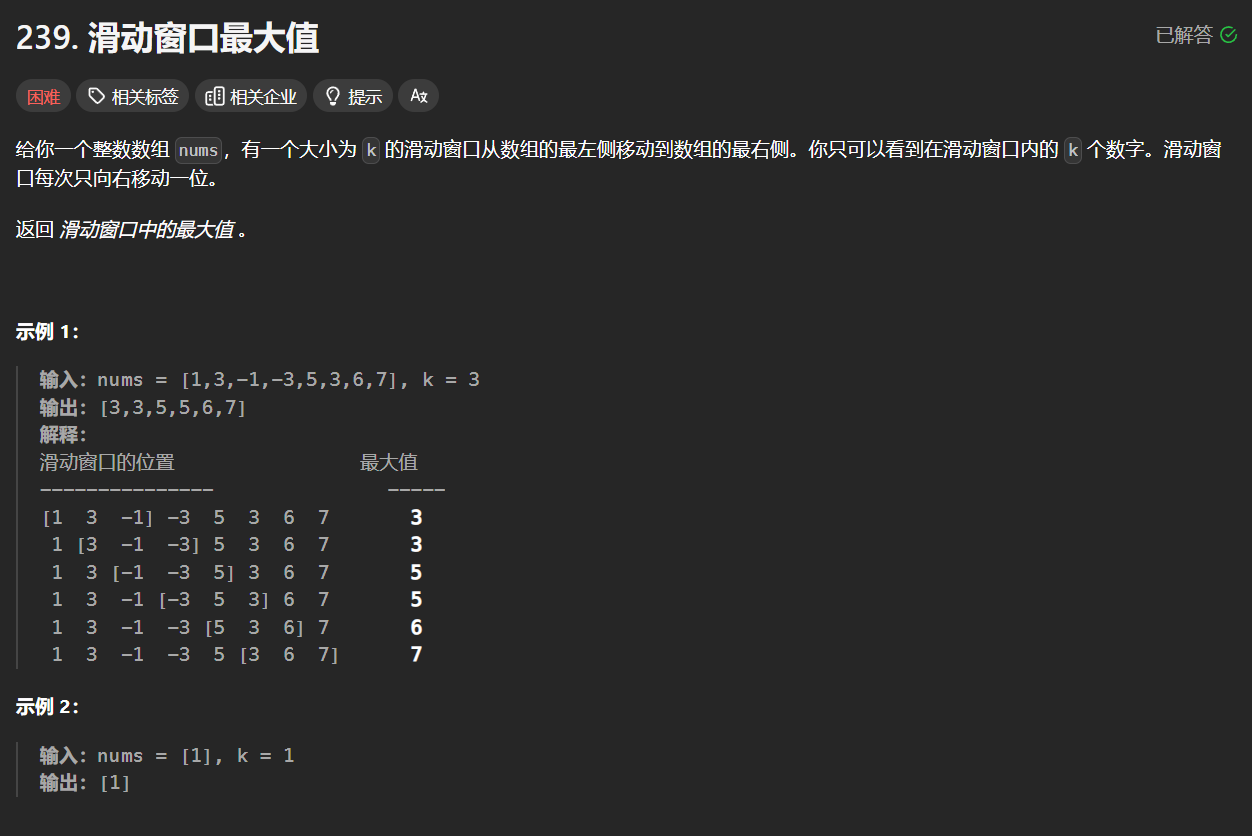 239. 滑动窗口最大值
已解答
困难 相关标签 相关企业 提示
给你一个整数数组 nums，有一个大小为 k 的滑动窗口从数组的最左侧移动到数组的最右侧。你只可以看到在滑动窗口内的 k 个数字。滑动窗
口每次只向右移动一位。
返回 滑动窗口中的最大值 。
示例 1：
输入：nums = [1,3,-1,-3,5,3,6,7], k = 3
输出：[3,3,5,5,6,7]
解释：
滑动窗口的位置                最大值
---------------               -----
[1  3  -1] -3  5  3  6  7       3
 1 [3  -1  -3] 5  3  6  7       3
 1  3 [-1  -3  5] 3  6  7       5
 1  3  -1 [-3  5  3] 6  7       5
 1  3  -1  -3 [5  3  6] 7       6
 1  3  -1  -3  5 [3  6  7]      7
示例 2：
输入：nums = [1], k = 1
输出：[1]